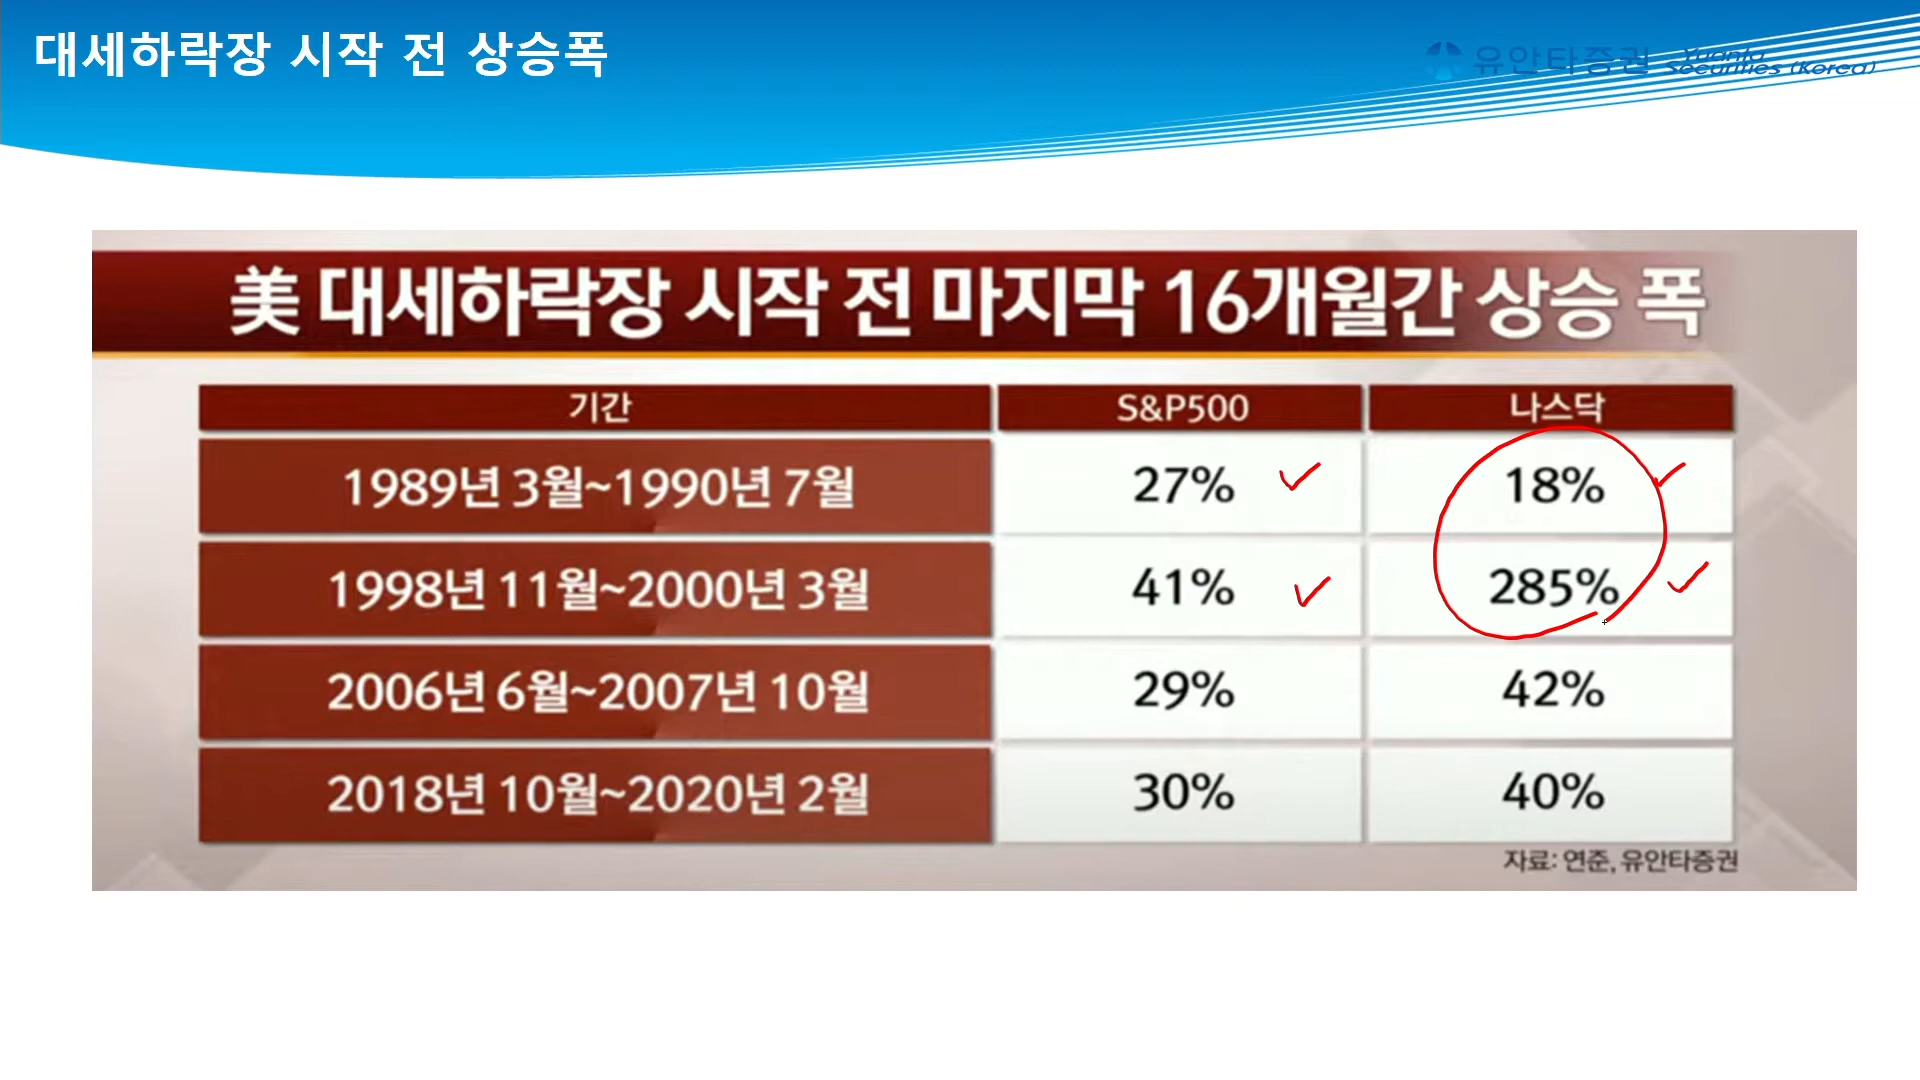 대세하락장 시작 전 상승폭
유안타증권 Yuanta Securities (Korea)
美 대세하락장 시작 전 마지막 16개월간 상승 폭
기간 S&P500 나스닥
1989년 3월~1990년 7월 27% 18%
1998년 11월~2000년 3월 41% 285%
2006년 6월~2007년 10월 29% 42%
2018년 10월~2020년 2월 30% 40%
자료: 연준, 유안타증권